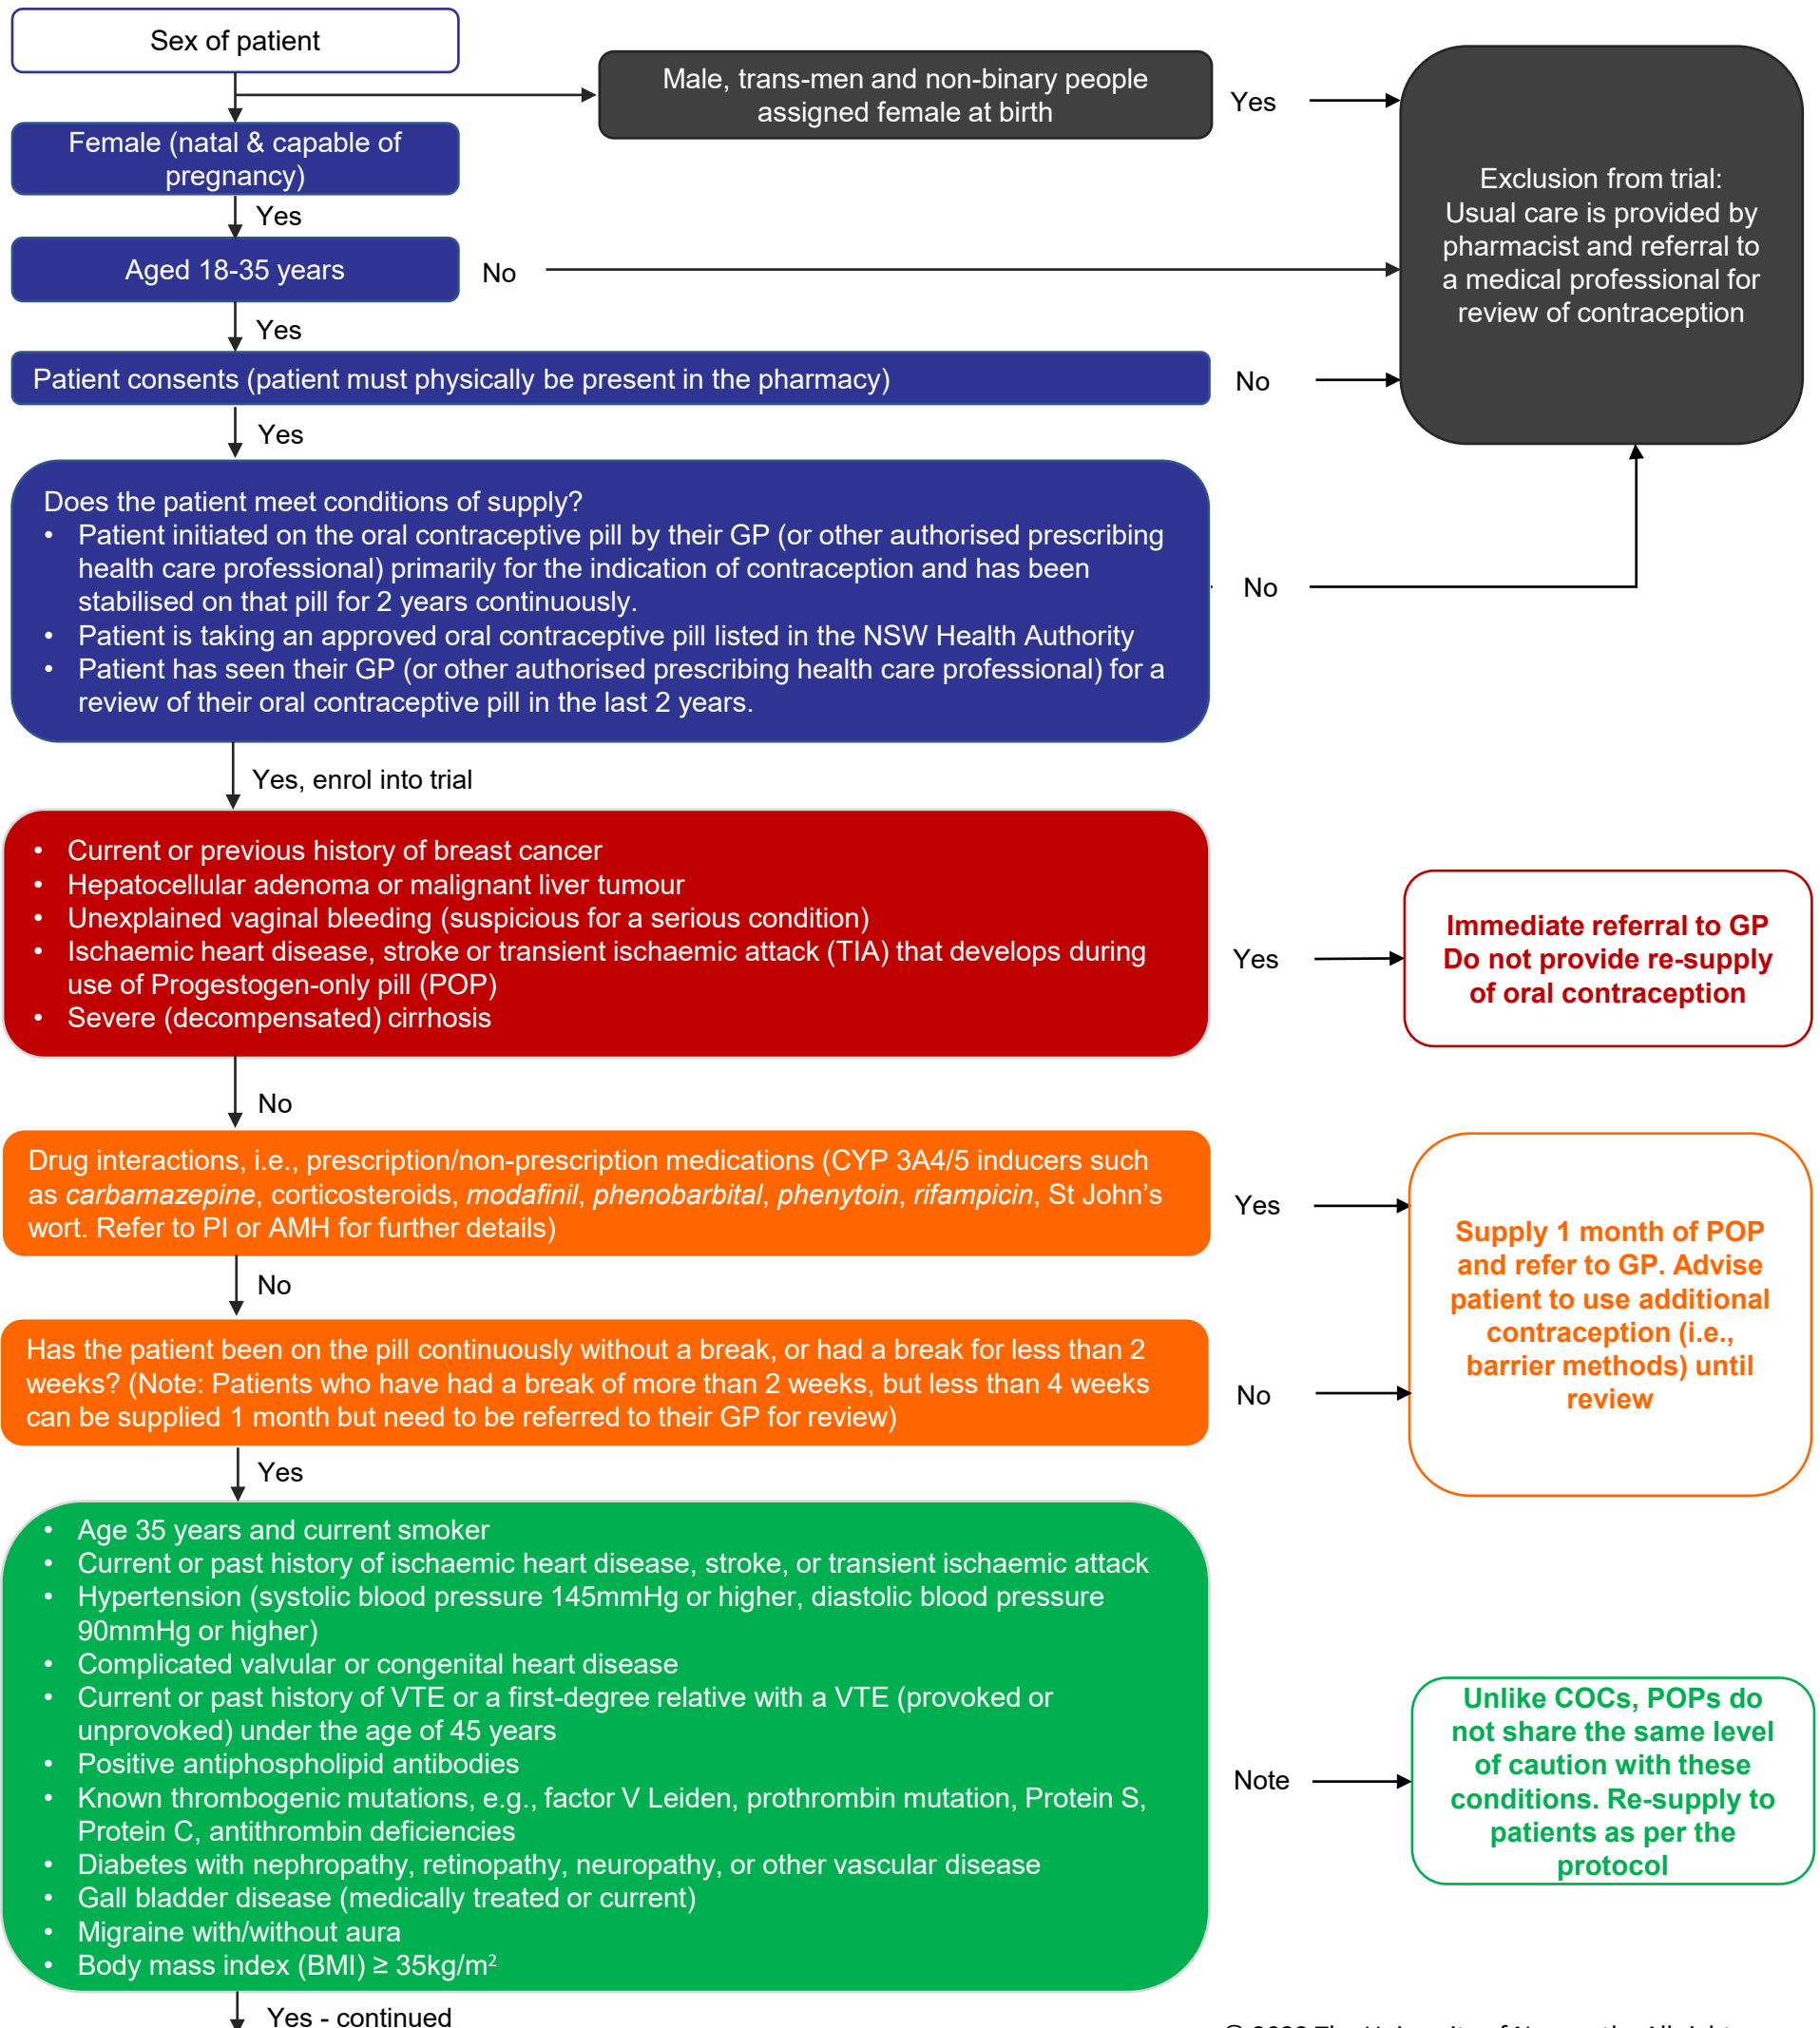 Sex of patient
Male, trans-men and non-binary people
assigned female at birth
Yes
Female (natal & capable of
pregnancy)
Exclusion from trial:
Usual care is provided by
pharmacist and referral to
a medical professional for
review of contraception
Yes
Aged 18-35 years
No
Yes
Patient consents (patient must physically be present in the pharmacy)
No
Yes
Does the patient meet conditions of supply?
• Patient initiated on the oral contraceptive pill by their GP (or other authorised prescribing
health care professional) primarily for the indication of contraception and has been
stabilised on that pill for 2 years continuously.
• Patient is taking an approved oral contraceptive pill listed in the NSW Health Authority
• Patient has seen their GP (or other authorised prescribing health care professional) for a
review of their oral contraceptive pill in the last 2 years.
No
Yes, enrol into trial
• Current or previous history of breast cancer
• Hepatocellular adenoma or malignant liver tumour
• Unexplained vaginal bleeding (suspicious for a serious condition)
• Ischaemic heart disease, stroke or transient ischaemic attack (TIA) that develops during
use of Progestogen-only pill (POP)
• Severe (decompensated) cirrhosis
Yes
Immediate referral to GP
Do not provide re-supply
of oral contraception
No
Drug interactions, i.e., prescription/non-prescription medications (CYP 3A4/5 inducers such
as carbamazepine, corticosteroids, modafinil, phenobarbital, phenytoin, rifampicin, St John's
wort. Refer to PI or AMH for further details)
Yes
Supply 1 month of POP
and refer to GP. Advise
patient to use additional
contraception (i.e.,
barrier methods) until
review
No
Has the patient been on the pill continuously without a break, or had a break for less than 2
weeks? (Note: Patients who have had a break of more than 2 weeks, but less than 4 weeks
can be supplied 1 month but need to be referred to their GP for review)
No
Yes
• Age 35 years and current smoker
• Current or past history of ischaemic heart disease, stroke, or transient ischaemic attack
• Hypertension (systolic blood pressure 145mmHg or higher, diastolic blood pressure
90mmHg or higher)
• Complicated valvular or congenital heart disease
• Current or past history of VTE or a first-degree relative with a VTE (provoked or
unprovoked) under the age of 45 years
• Positive antiphospholipid antibodies
• Known thrombogenic mutations, e.g., factor V Leiden, prothrombin mutation, Protein S,
Protein C, antithrombin deficiencies
• Diabetes with nephropathy, retinopathy, neuropathy, or other vascular disease
• Gall bladder disease (medically treated or current)
• Migraine with/without aura
• Body mass index (BMI) ≥ 35kg/m²
Note
Unlike COCs, POPs do
not share the same level
of caution with these
conditions. Re-supply to
patients as per the
protocol
Yes - continued